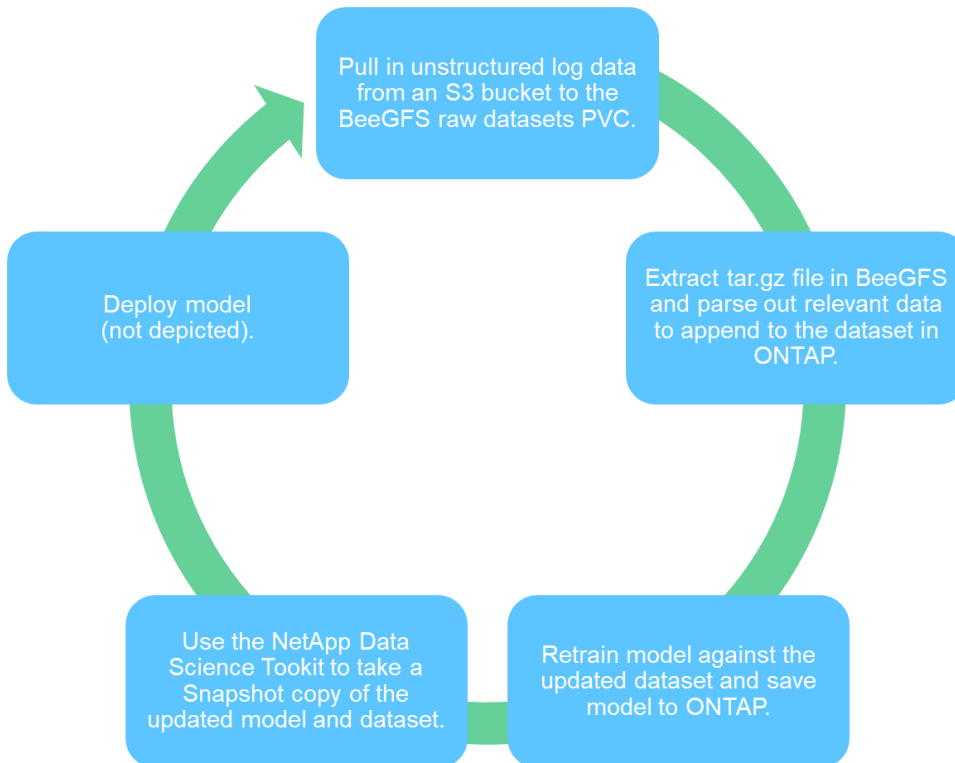 Pull in unstructured log data
from an S3 bucket to the
BeeGFS raw datasets PVC.
Extract tar.gz file in BeeGFS
and parse out relevant data
to append to the dataset in
ONTAP.
Retrain model against the
updated dataset and save
model to ONTAP.
Use the NetApp Data
Science Tookit to take a
Snapshot copy of the
updated model and dataset.
Deploy model
(not depicted).